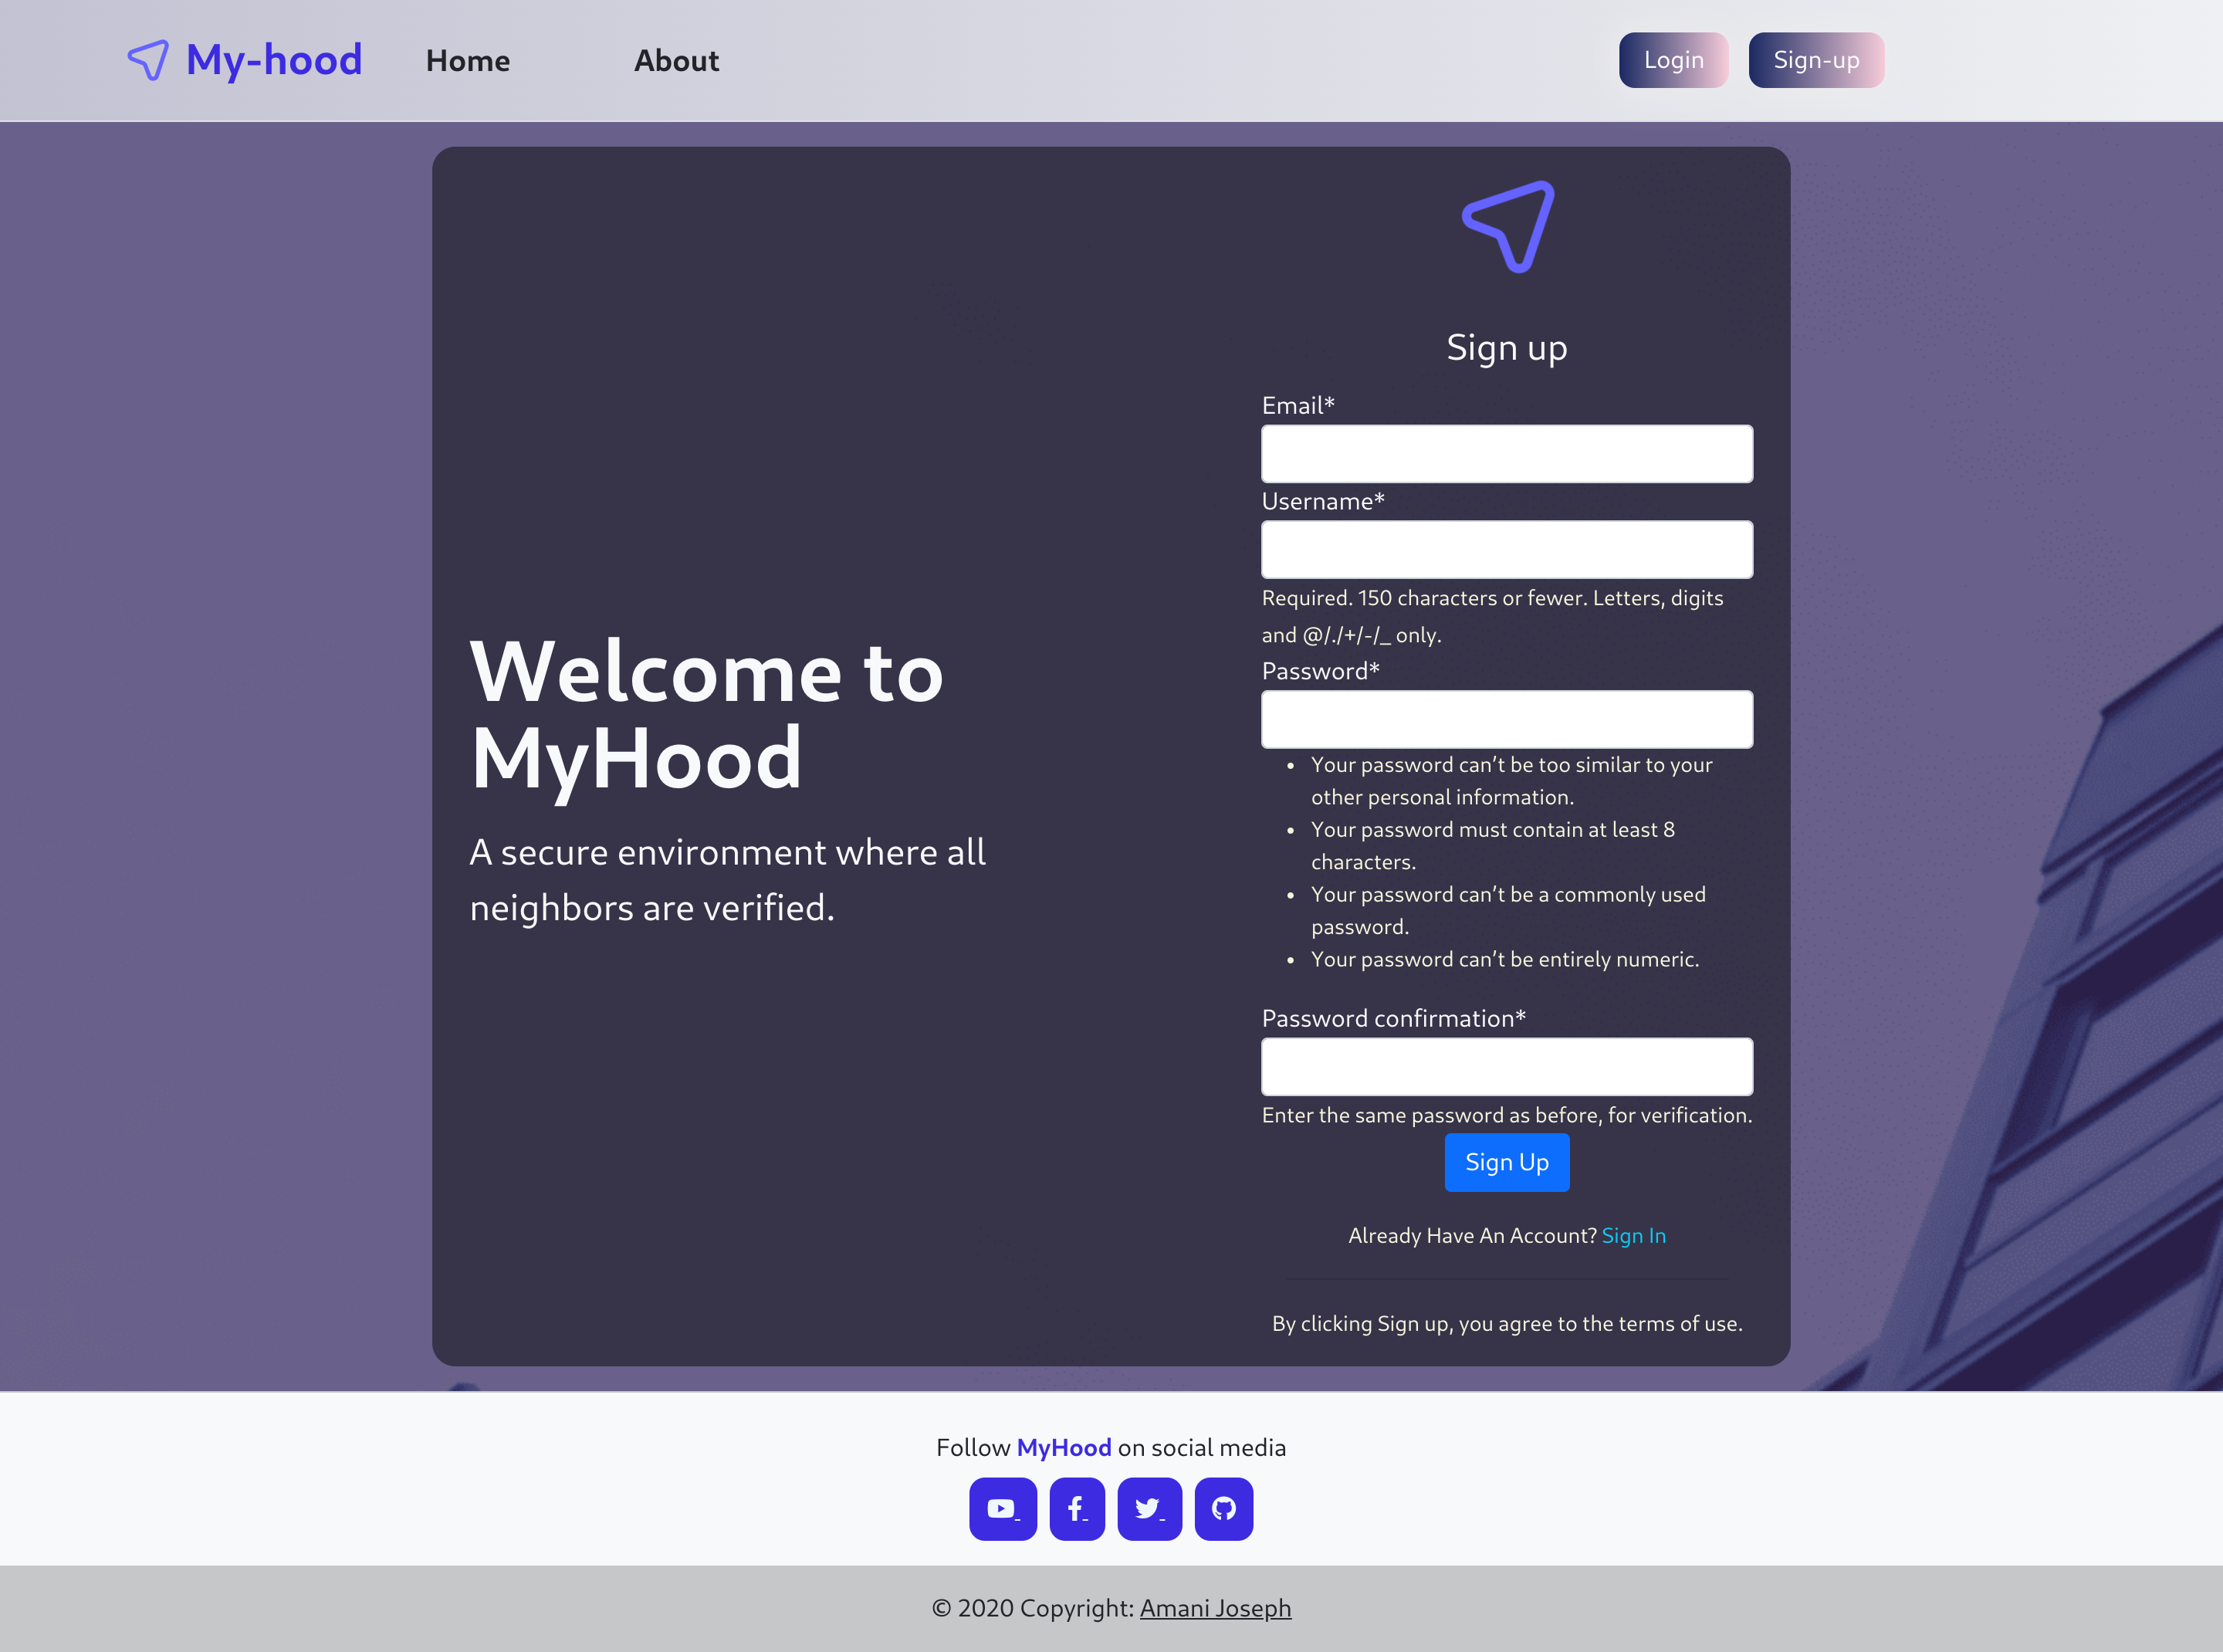 My-hood
Home
About
Login
Sign-up
Welcome to
MyHood
A secure environment where all
neighbors are verified.
Sign up
Email*
Username*
Required. 150 characters or fewer. Letters, digits
and @/./+/-/_ only.
Password*
• Your password can’t be too similar to your
other personal information.
• Your password must contain at least 8
characters.
• Your password can’t be a commonly used
password.
• Your password can’t be entirely numeric.
Password confirmation*
Enter the same password as before, for verification.
Sign Up
Already Have An Account? Sign In
By clicking Sign up, you agree to the terms of use.
Follow MyHood on social media
© 2020 Copyright: Amani Joseph